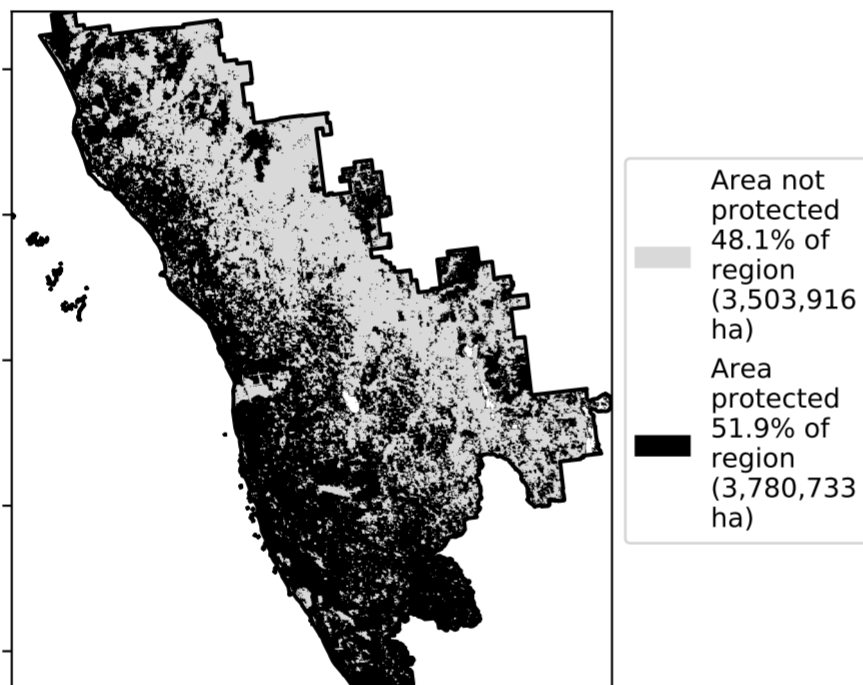 Area not
protected
48.1% of
region
(3,503,916
ha)
Area
protected
51.9% of
region
(3,780,733
ha)